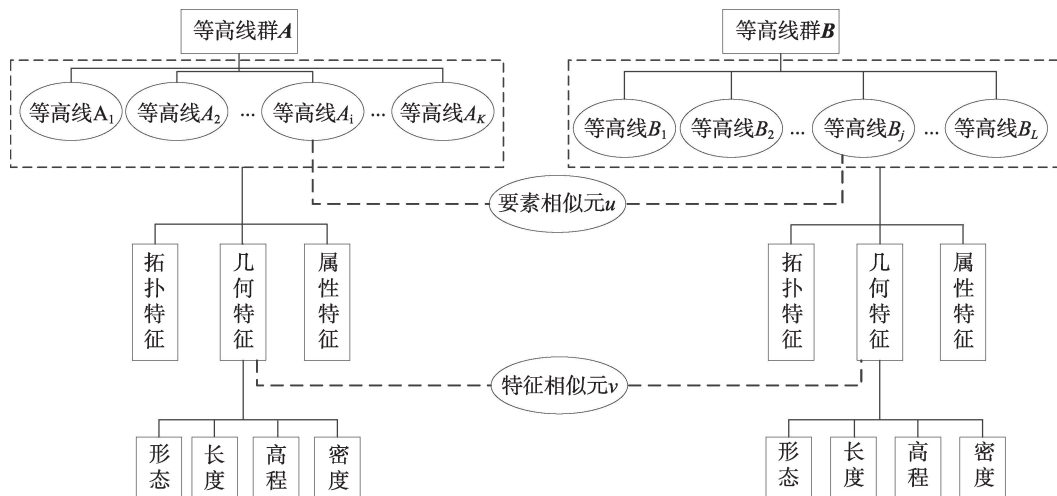 等高线群A
等高线群B
等高线A1
等高线A2
...
等高线Ai
...
等高线AK
等高线B1
等高线B2
...
等高线Bj
...
等高线BL
要素相似元u
拓扑特征
几何特征
属性特征
拓扑特征
几何特征
属性特征
特征相似元v
形态
长度
高程
密度
形态
长度
高程
密度